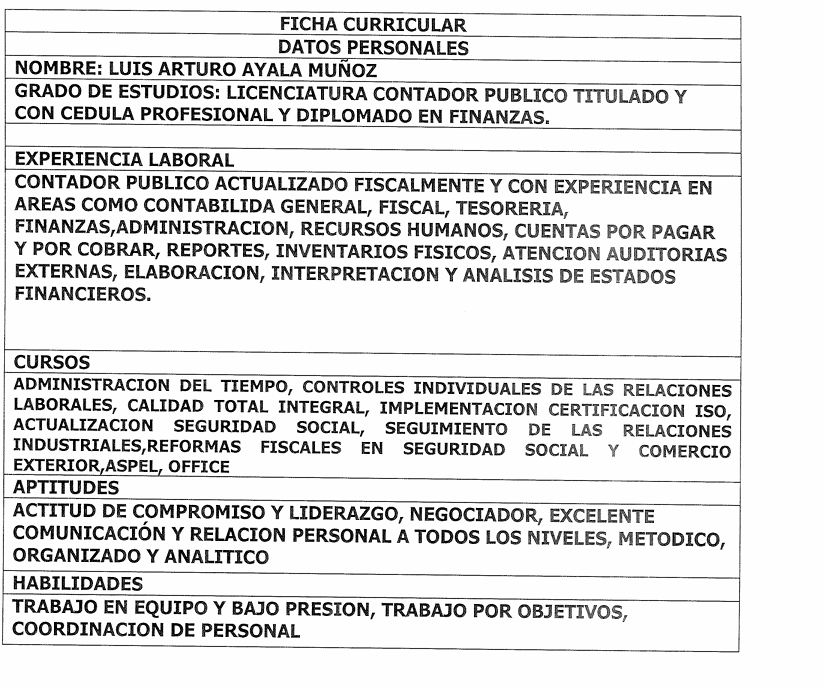 FICHA CURRICULAR
DATOS PERSONALES
NOMBRE: LUIS ARTURO AYALA MUÑOZ
GRADO DE ESTUDIOS: LICENCIATURA CONTADOR PUBLICO TITULADO Y
CON CEDULA PROFESIONAL Y DIPLOMADO EN FINANZAS.
EXPERIENCIA LABORAL
CONTADOR PUBLICO ACTUALIZADO FISCALMENTE Y CON EXPERIENCIA EN
AREAS COMO CONTABILIDA GENERAL, FISCAL, TESORERIA,
FINANZAS,ADMINISTRACION, RECURSOS HUMANOS, CUENTAS POR PAGAR
Y POR COBRAR, REPORTES, INVENTARIOS FISICOS, ATENCION AUDITORIAS
EXTERNAS, ELABORACION, INTERPRETACION Y ANALISIS DE ESTADOS
FINANCIEROS.
CURSOS
ADMINISTRACION DEL TIEMPO, CONTROLES INDIVIDUALES DE LAS RELACIONES
LABORALES, CALIDAD TOTAL INTEGRAL, IMPLEMENTACION CERTIFICACION ISO,
ACTUALIZACION SEGURIDAD SOCIAL, SEGUIMIENTO DE LAS RELACIONES
INDUSTRIALES,REFORMAS FISCALES EN SEGURIDAD SOCIAL Y COMERCIO
EXTERIOR,ASPEL, OFFICE
APTITUDES
ACTITUD DE COMPROMISO Y LIDERAZGO, NEGOCIADOR, EXCELENTE
COMUNICACIÓN Y RELACION PERSONAL A TODOS LOS NIVELES, METODICO,
ORGANIZADO Y ANALITICO
HABILIDADES
TRABAJO EN EQUIPO Y BAJO PRESION, TRABAJO POR OBJETIVOS,
COORDINACION DE PERSONAL